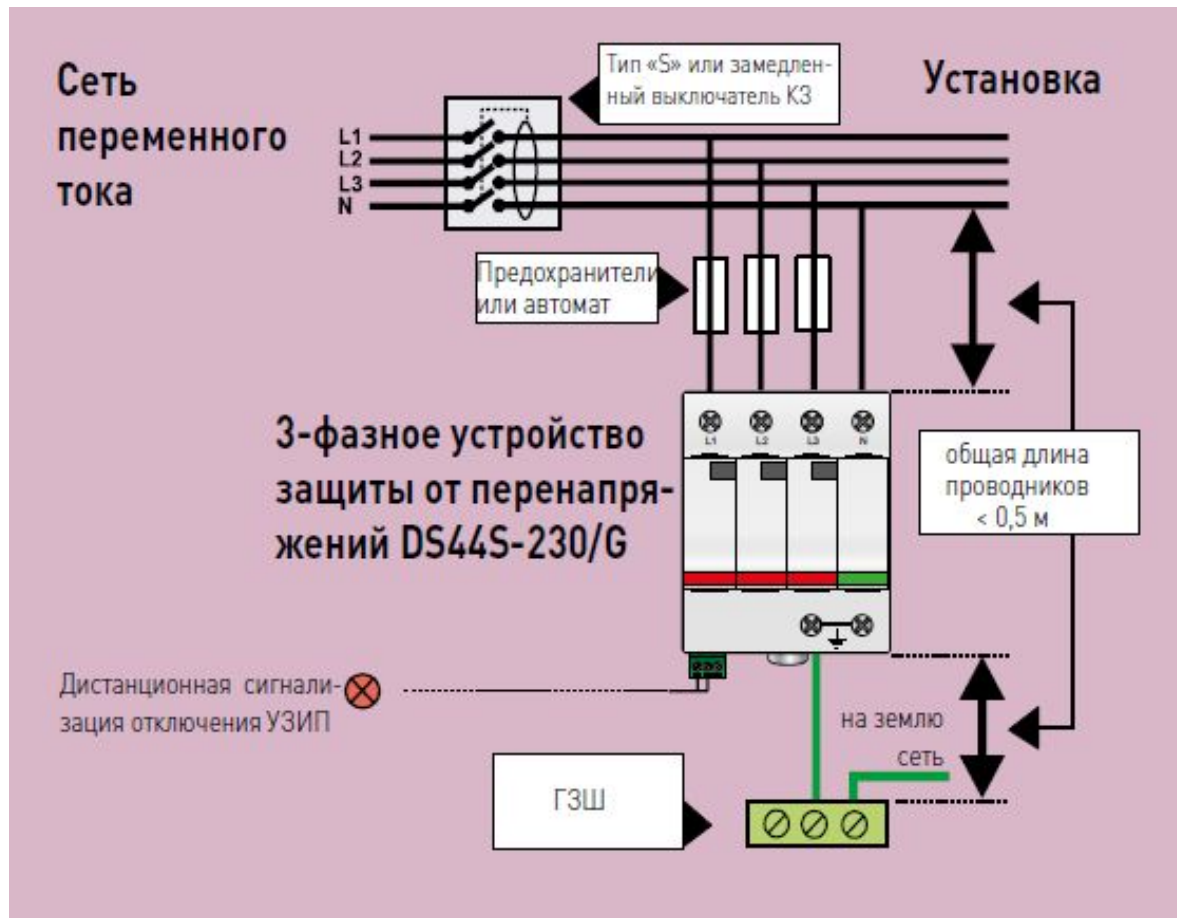 Сеть
переменного
тока
Тип «S» или замедлен-
ный выключатель КЗ
Установка
L1
L2
L3
N
Предохранители
или автомат
3-фазное устройство
защиты от перенапря-
жений DS44S-230/G
L1 L2 L3 N
общая длина
проводников
< 0,5 м
Дистанционная сигнали-
зация отключения УЗИП
на землю
сеть
ГЗШ